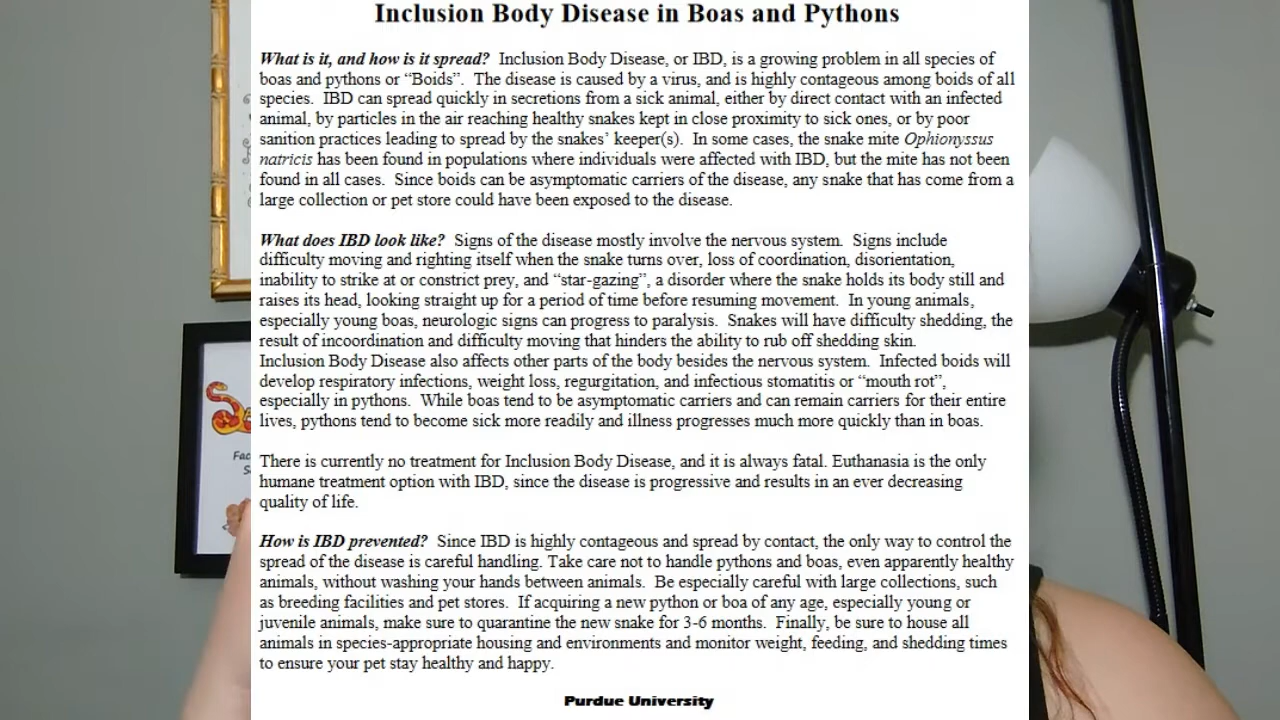 Inclusion Body Disease in Boas and Pythons
What is it, and how is it spread? Inclusion Body Disease, or IBD, is a growing problem in all species of
boas and pythons or “Boids”. The disease is caused by a virus, and is highly contageous among boids of all
species. IBD can spread quickly in secretions from a sick animal, either by direct contact with an infected
animal, by particles in the air reaching healthy snakes kept in close proximity to sick ones, or by poor
sanition practices leading to spread by the snakes’ keeper(s). In some cases, the snake mite Ophionyssus
natricis has been found in populations where individuals were affected with IBD, but the mite has not been
found in all cases. Since boids can be asymptomatic carriers of the disease, any snake that has come from a
large collection or pet store could have been exposed to the disease.
What does IBD look like? Signs of the disease mostly involve the nervous system. Signs include
difficulty moving and righting itself when the snake turns over, loss of coordination, disorientation,
inability to strike at or constrict prey, and “star-gazing”, a disorder where the snake holds its body still and
raises its head, looking straight up for a period of time before resuming movement. In young animals,
especially young boas, neurologic signs can progress to paralysis. Snakes will have difficulty shedding, the
result of incoordination and difficulty moving that hinders the ability to rub off shedding skin.
Inclusion Body Disease also affects other parts of the body besides the nervous system. Infected boids will
develop respiratory infections, weight loss, regurgitation, and infectious stomatitis or “mouth rot”,
especially in pythons. While boas tend to be asymptomatic carriers and can remain carriers for their entire
lives, pythons tend to become sick more readily and illness progresses much more quickly than in boas.
There is currently no treatment for Inclusion Body Disease, and it is always fatal. Euthanasia is the only
humane treatment option with IBD, since the disease is progressive and results in an ever decreasing
quality of life.
How is IBD prevented? Since IBD is highly contageous and spread by contact, the only way to control the
spread of the disease is careful handling. Take care not to handle pythons and boas, even apparently healthy
animals, without washing your hands between animals. Be especially careful with large collections, such
as breeding facilities and pet stores. If acquiring a new python or boa of any age, especially young or
juvenile animals, make sure to quarantine the new snake for 3-6 months. Finally, be sure to house all
animals in species-appropriate housing and environments and monitor weight, feeding, and shedding times
to ensure your pet stay healthy and happy.
Purdue University